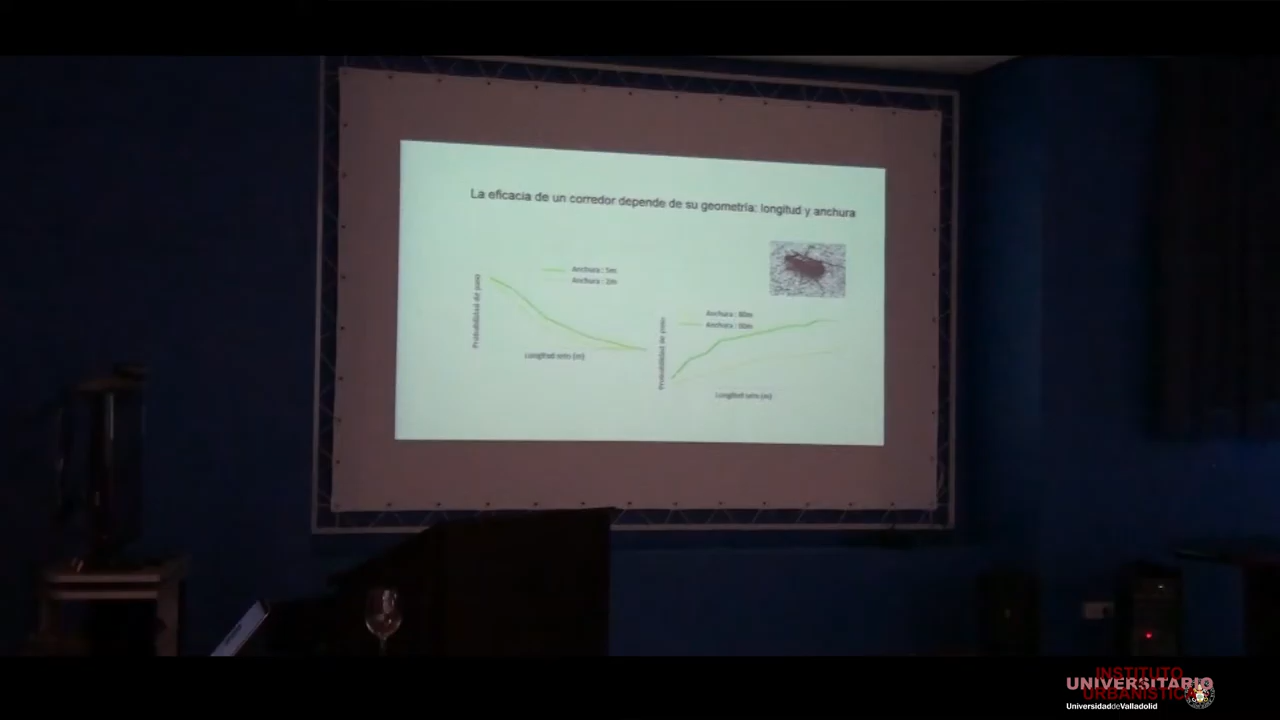 La eficacia de un corredor depende de su geometría: longitud y anchura
Anchura : 5m
Anchura : 2m
Probabilidad de paso
Longitud seto (m)
Anchura : 80m
Anchura :
Probabilidad de paso
Longitud seto (m)
INSTITUTO
UNIVERSITARIO
URBANÍSTICA
UniversidaddeValladolid